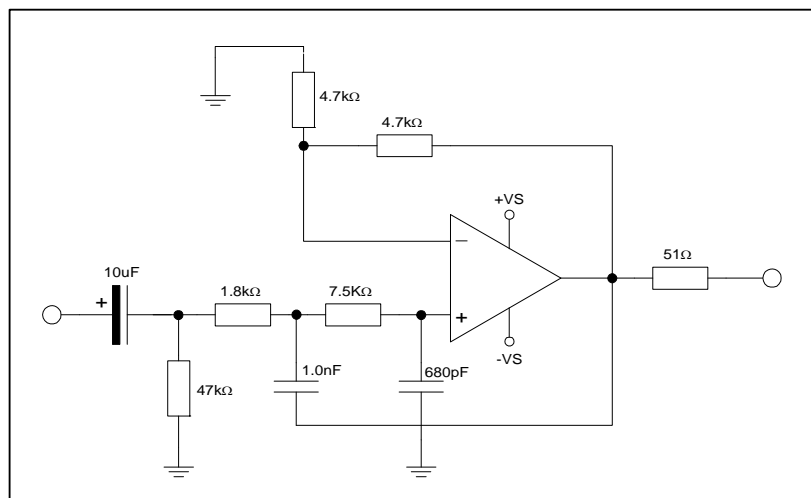 4.7kΩ
4.7kΩ
+VS
−
51Ω
10uF
+
1.8kΩ
7.5KΩ
+
-VS
1.0nF
680pF
47kΩ